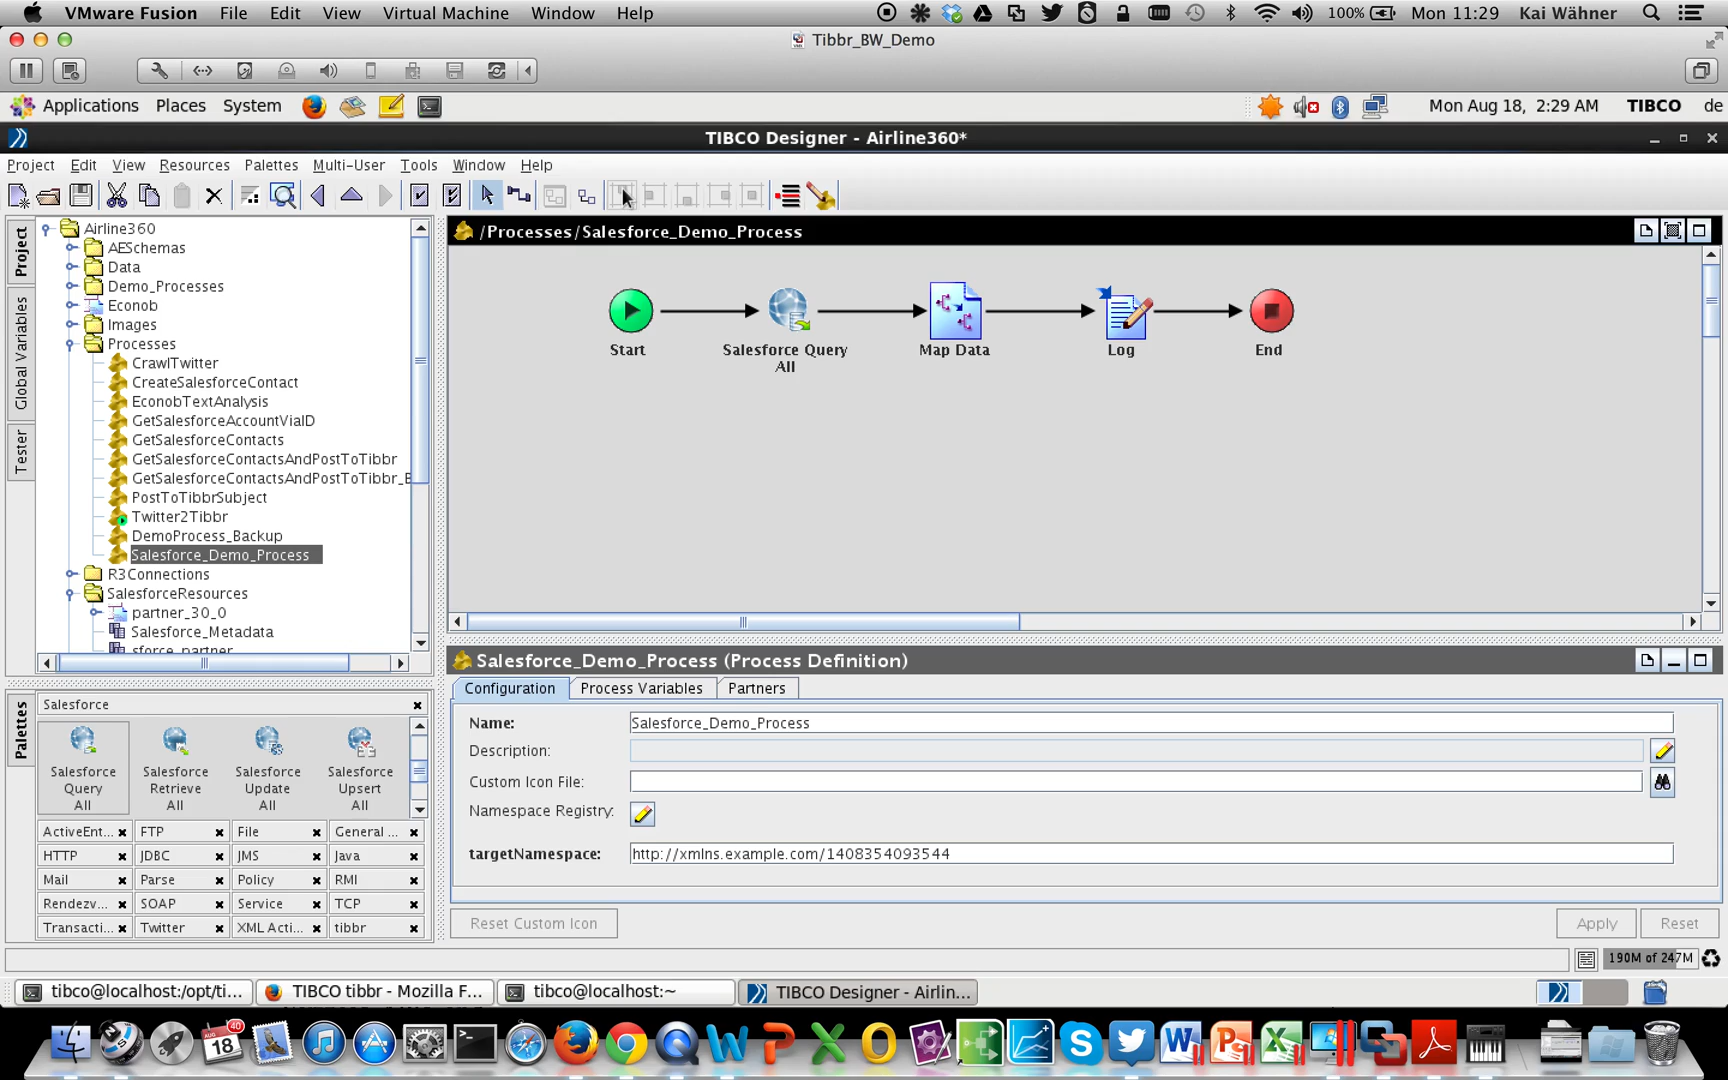 VMware Fusion File Edit View Virtual Machine Window Help 100% Mon 11:29 Kai Wähner
Tibbr_BW_Demo
Applications Places System Mon Aug 18, 2:29 AM TIBCO de
TIBCO Designer - Airline360*
Project Edit View Resources Palettes Multi-User Tools Window Help
Project
Global Variables
Tester
Airline360
AESchemas
Data
Demo_Processes
Econob
Images
Processes
CrawlTwitter
CreateSalesforceContact
EconobTextAnalysis
GetSalesforceAccountViaID
GetSalesforceContacts
GetSalesforceContactsAndPostToTibbr
GetSalesforceContactsAndPostToTibbr_B
PostToTibbrSubject
Twitter2Tibbr
DemoProcess_Backup
Salesforce_Demo_Process
R3Connections
SalesforceResources
partner_30_0
Salesforce_Metadata
sforce_partner
/Processes/Salesforce_Demo_Process
Start
Salesforce Query
All
Map Data
Log
End
Palettes
Salesforce
Salesforce
Query
All
Salesforce
Retrieve
All
Salesforce
Update
All
Salesforce
Upsert
All
ActiveEnt... FTP File General ...
HTTP JDBC JMS Java
Mail Parse Policy RMI
Rendezv... SOAP Service TCP
Transacti... Twitter XML Acti... tibbr
Salesforce_Demo_Process (Process Definition)
Configuration Process Variables Partners
Name: Salesforce_Demo_Process
Description:
Custom Icon File:
Namespace Registry:
targetNamespace: http://xmlns.example.com/1408354093544
Reset Custom Icon Apply Reset
190M of 247M
tibco@localhost:/opt/ti... TIBCO tibbr - Mozilla F... tibco@localhost:~ TIBCO Designer - Airlin...
AUG
18
40